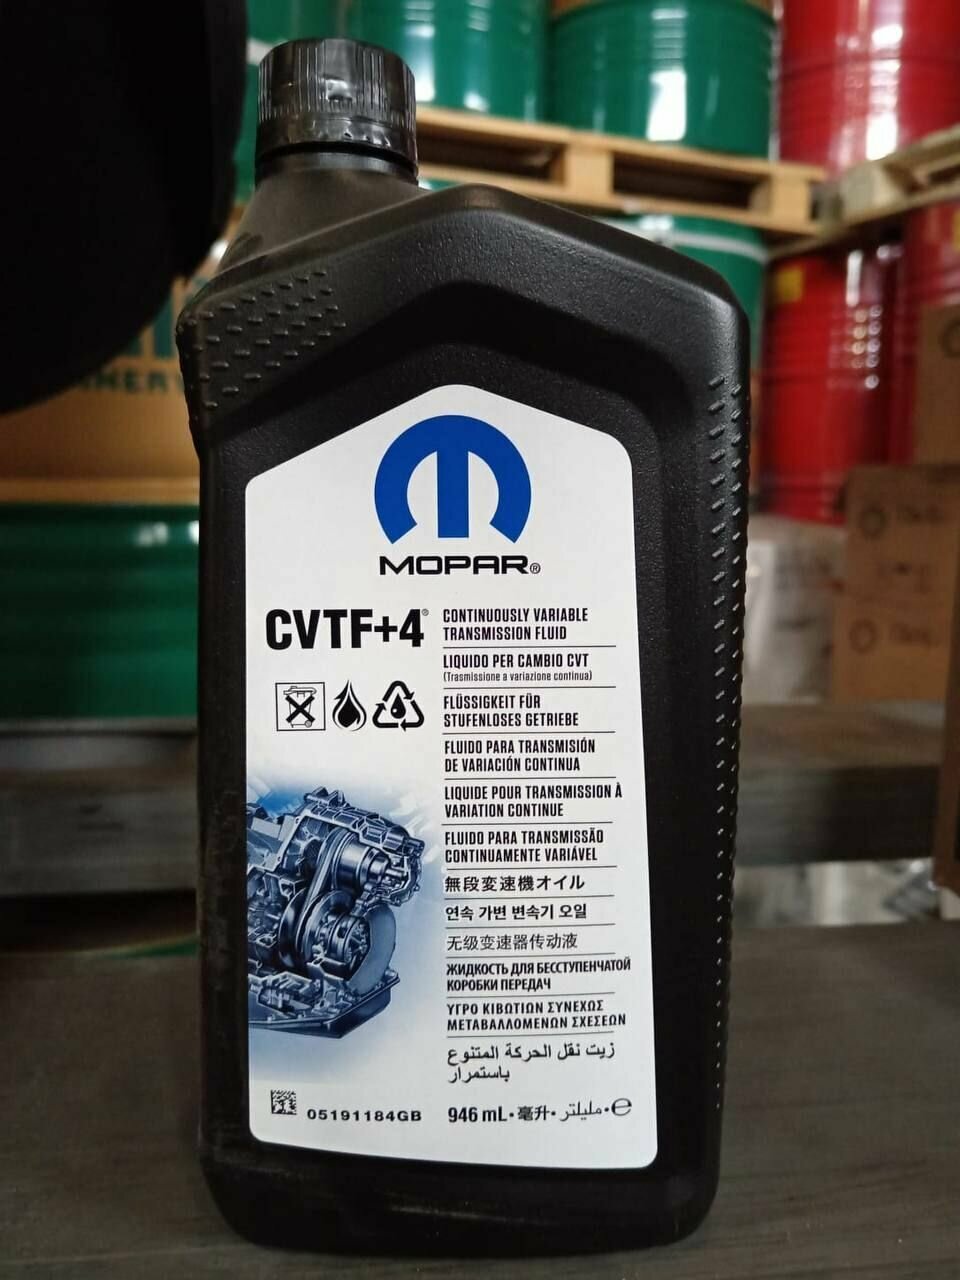 MOPAR®
CVTF+4®
CONTINUOUSLY VARIABLE
TRANSMISSION FLUID
LIQUIDO PER CAMBIO CVT
(Trasmissione a variazione continua)
FLÜSSIGKEIT FÜR
STUFENLOSES GETRIEBE
FLUIDO PARA TRANSMISIÓN
DE VARIACIÓN CONTINUA
LIQUIDE POUR TRANSMISSION À
VARIATION CONTINUE
FLUIDO PARA TRANSMISSÃO
CONTINUAMENTE VARIÁVEL
無段変速機オイル
연속 가변 변속기 오일
无级变速器传动液
ЖИДКОСТЬ ДЛЯ БЕССТУПЕНЧАТОЙ
КОРОБКИ ПЕРЕДАЧ
ΥΓΡΟ ΚΙΒΩΤΙΩΝ ΣΥΝΕΧΩΣ
ΜΕΤΑΒΑΛΛΟΜΕΝΩΝ ΣΧΕΣΕΩΝ
زيت نقل الحركة المتنوع
باستمرار
05191184GB
946 mL • 毫升 • مليلتر • ℮